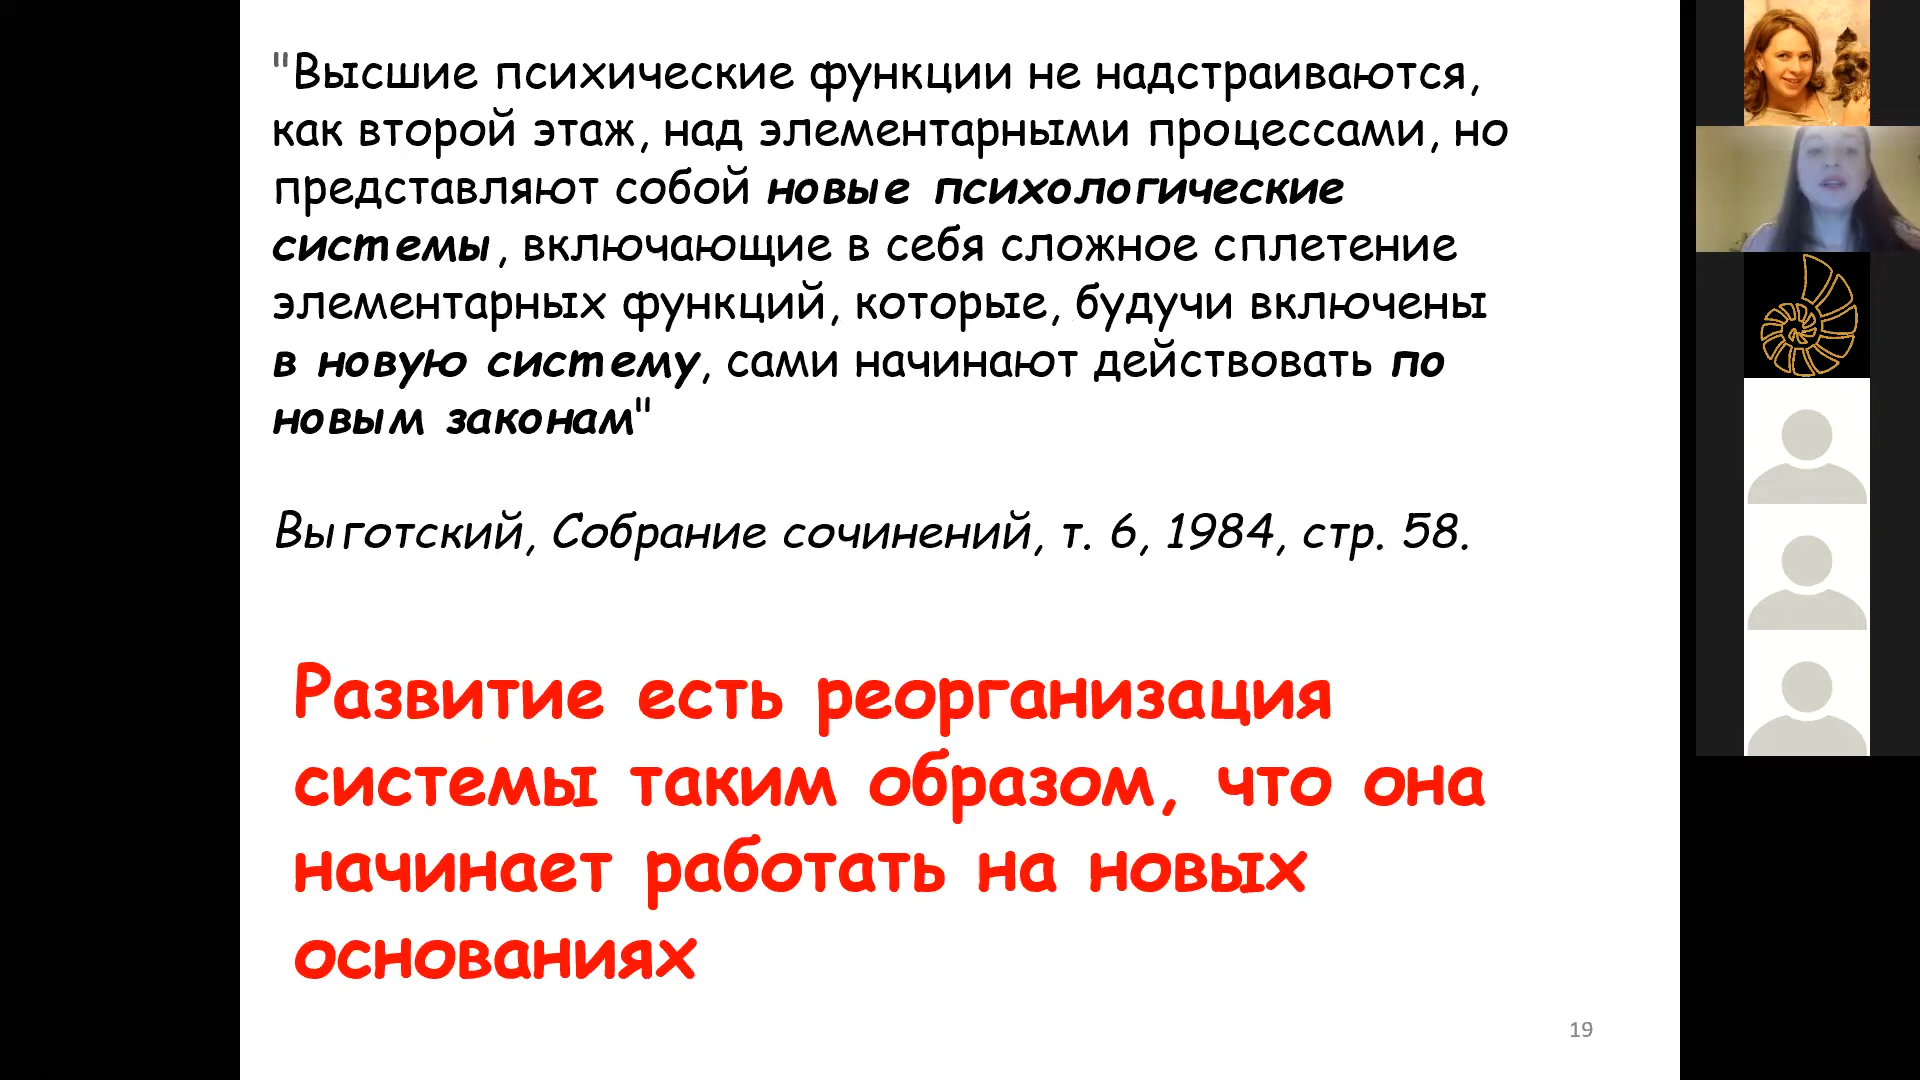 "Высшие психические функции не надстраиваются,
как второй этаж, над элементарными процессами, но
представляют собой новые психологические
системы, включающие в себя сложное сплетение
элементарных функций, которые, будучи включены
в новую систему, сами начинают действовать по
новым законам"
Выготский, Собрание сочинений, т. 6, 1984, стр. 58.
Развитие есть реорганизация
системы таким образом, что она
начинает работать на новых
основаниях
19